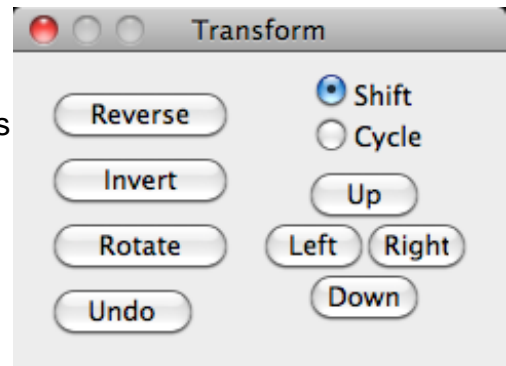 Transform
s
Reverse
Invert
Rotate
Undo
Shift
Cycle
Up
Left Right
Down